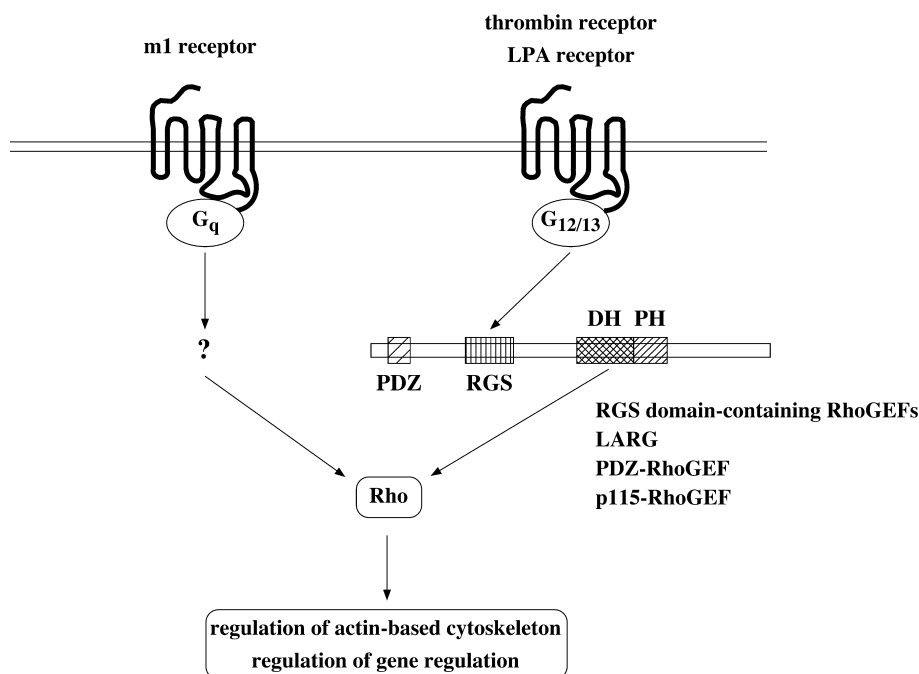 m1 receptor
thrombin receptor
LPA receptor
Gq
G12/13
?
DH PH
PDZ
RGS
RGS domain-containing RhoGEFs
LARG
PDZ-RhoGEF
p115-RhoGEF
Rho
regulation of actin-based cytoskeleton
regulation of gene regulation